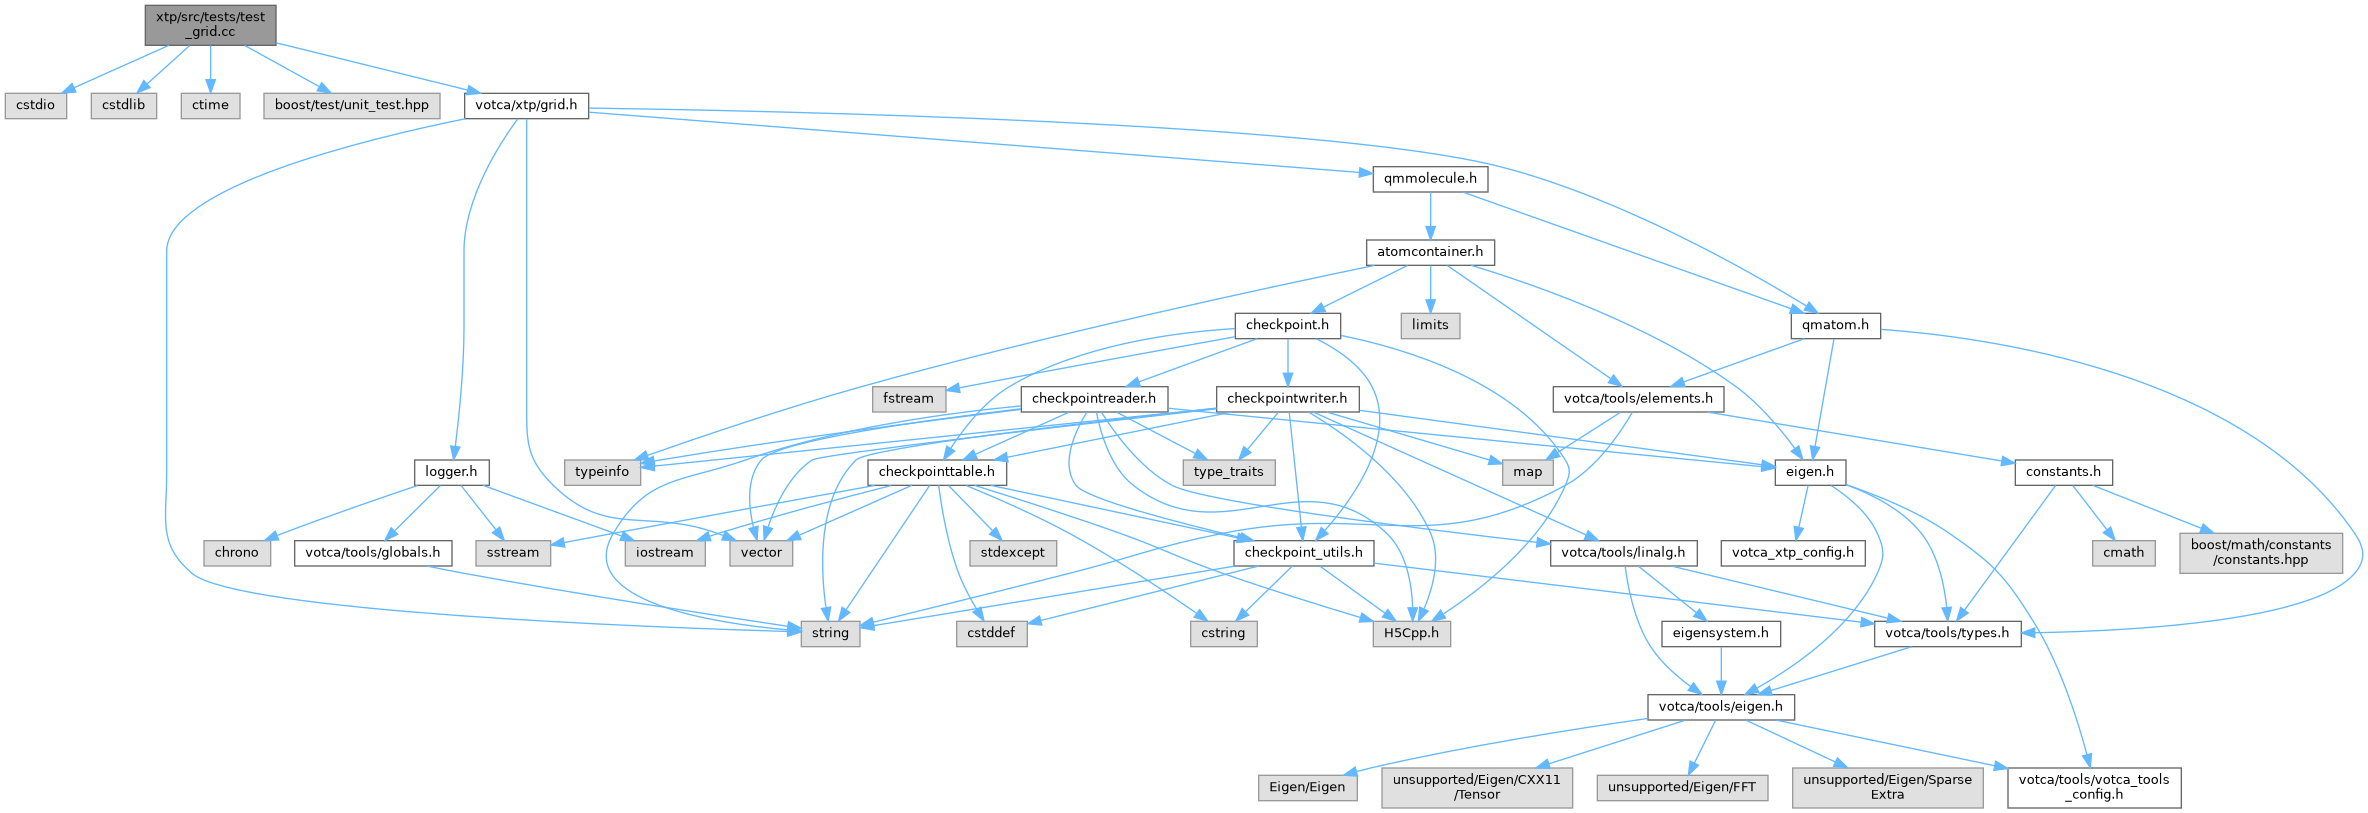 xtp/src/tests/test
_grid.cc
cstdio
cstdlib
ctime
boost/test/unit_test.hpp
votca/xtp/grid.h
qmmolecule.h
atomcontainer.h
checkpoint.h
limits
qmatom.h
fstream
checkpointreader.h
checkpointwriter.h
votca/tools/elements.h
logger.h
typeinfo
checkpointtable.h
type_traits
map
eigen.h
constants.h
chrono
votca/tools/globals.h
sstream
iostream
vector
stdexcept
checkpoint_utils.h
votca/tools/linalg.h
votca_xtp_config.h
cmath
boost/math/constants
/constants.hpp
string
cstddef
cstring
H5Cpp.h
eigensystem.h
votca/tools/types.h
votca/tools/eigen.h
Eigen/Eigen
unsupported/Eigen/CXX11
/Tensor
unsupported/Eigen/FFT
unsupported/Eigen/Sparse
Extra
votca/tools/votca_tools
_config.h